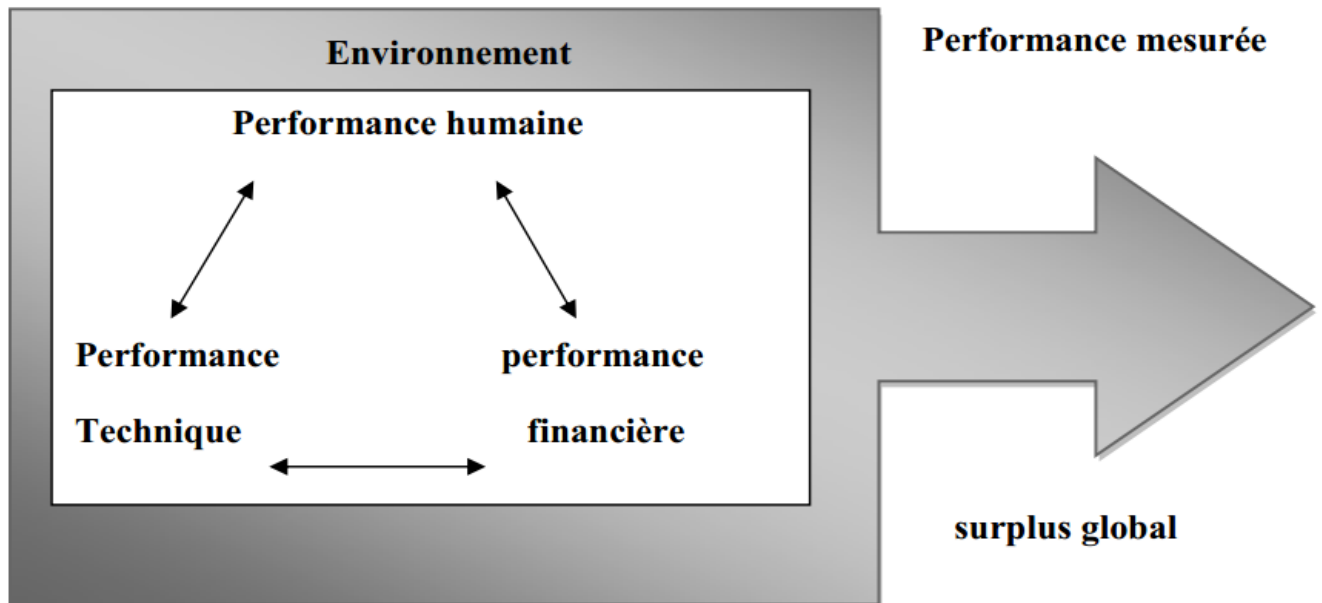 Environnement
Performance mesurée
Performance humaine
Performance
Technique
performance
financière
surplus global